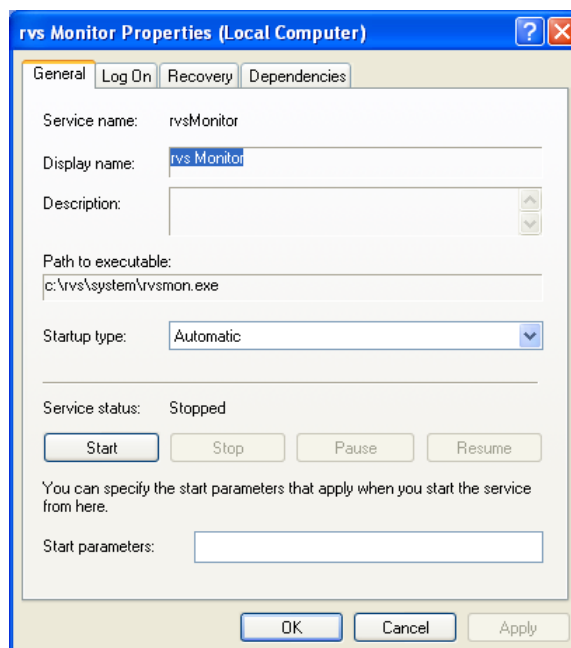 rvs Monitor Properties (Local Computer)
General Log On Recovery Dependencies
Service name: rvsMonitor
Display name: rvs Monitor
Description:
Path to executable:
c:\rvs\system\rvsmon.exe
Startup type: Automatic
Service status: Stopped
Start Stop Pause Resume
You can specify the start parameters that apply when you start the service
from here.
Start parameters:
OK Cancel Apply